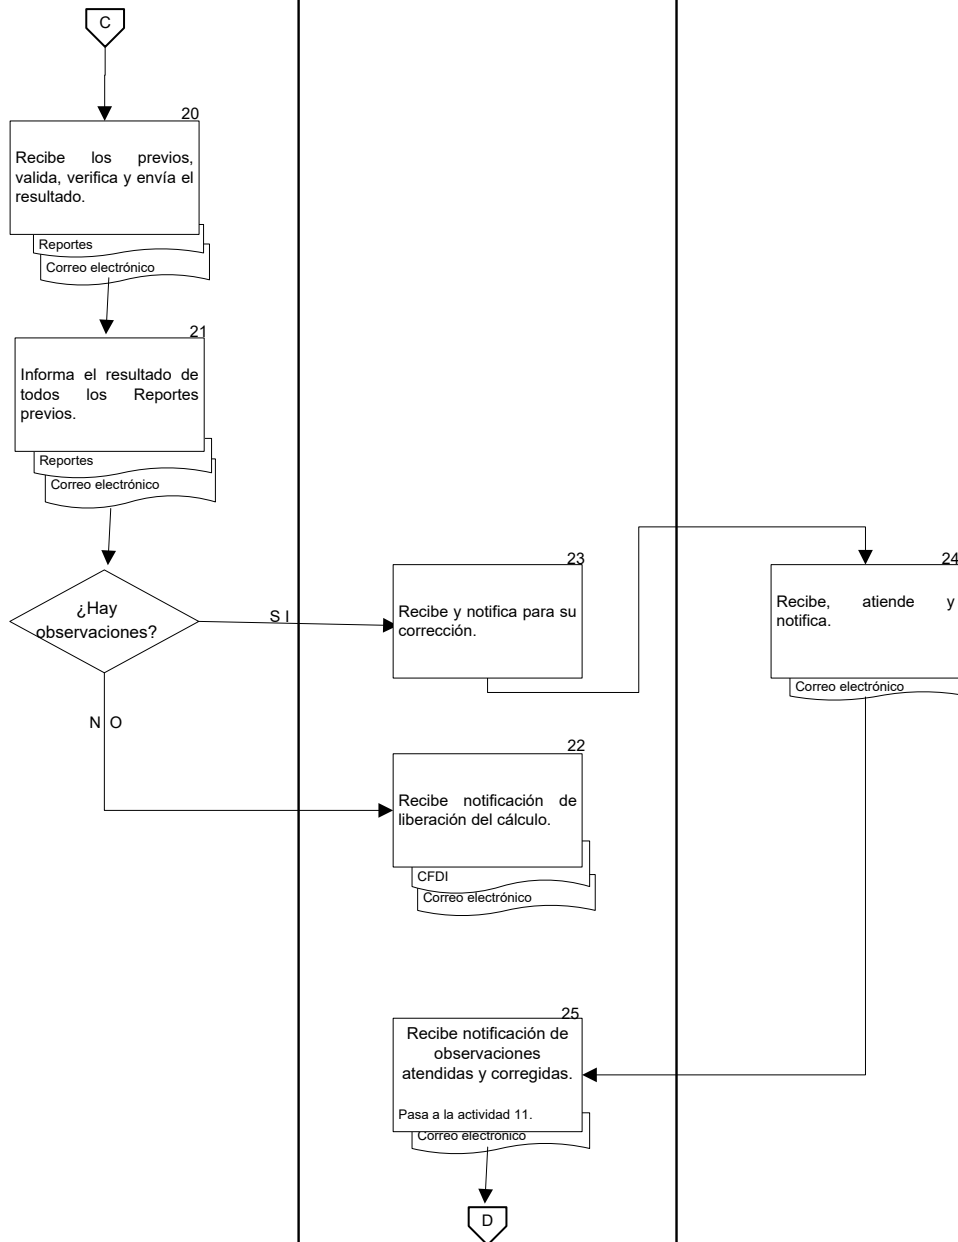 C
20
Recibe los previos,
valida, verifica y envía el
resultado.
Reportes
Correo electrónico
21
Informa el resultado de
todos los Reportes
previos.
Reportes
Correo electrónico
¿Hay
observaciones?
S I
N O
23
Recibe y notifica para su
corrección.
24
Recibe, atiende y
notifica.
Correo electrónico
22
Recibe notificación de
liberación del cálculo.
CFDI
Correo electrónico
25
Recibe notificación de
observaciones
atendidas y corregidas.
Pasa a la actividad 11.
Correo electrónico
D